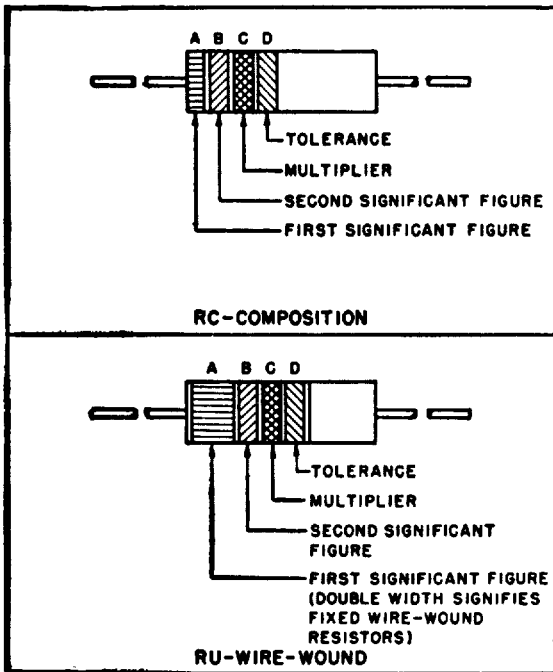 A B C D
TOLERANCE
MULTIPLIER
SECOND SIGNIFICANT FIGURE
FIRST SIGNIFICANT FIGURE
RC-COMPOSITION
A B C D
TOLERANCE
MULTIPLIER
SECOND SIGNIFICANT
FIGURE
FIRST SIGNIFICANT FIGURE
(DOUBLE WIDTH SIGNIFIES
FIXED WIRE-WOUND
RESISTORS)
RU-WIRE-WOUND